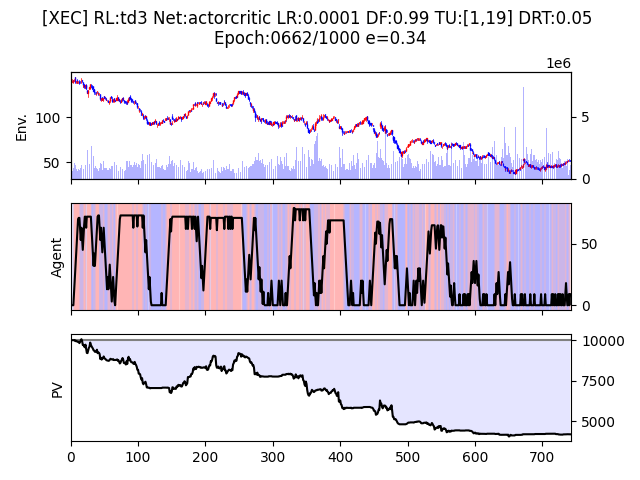 [XEC] RL:td3 Net:actorcritic LR:0.0001 DF:0.99 TU:[1,19] DRT:0.05
Epoch:0662/1000 e=0.34
1e6
Env.
100
50
5
0
Agent
50
0
PV
10000
7500
5000
0 100 200 300 400 500 600 700